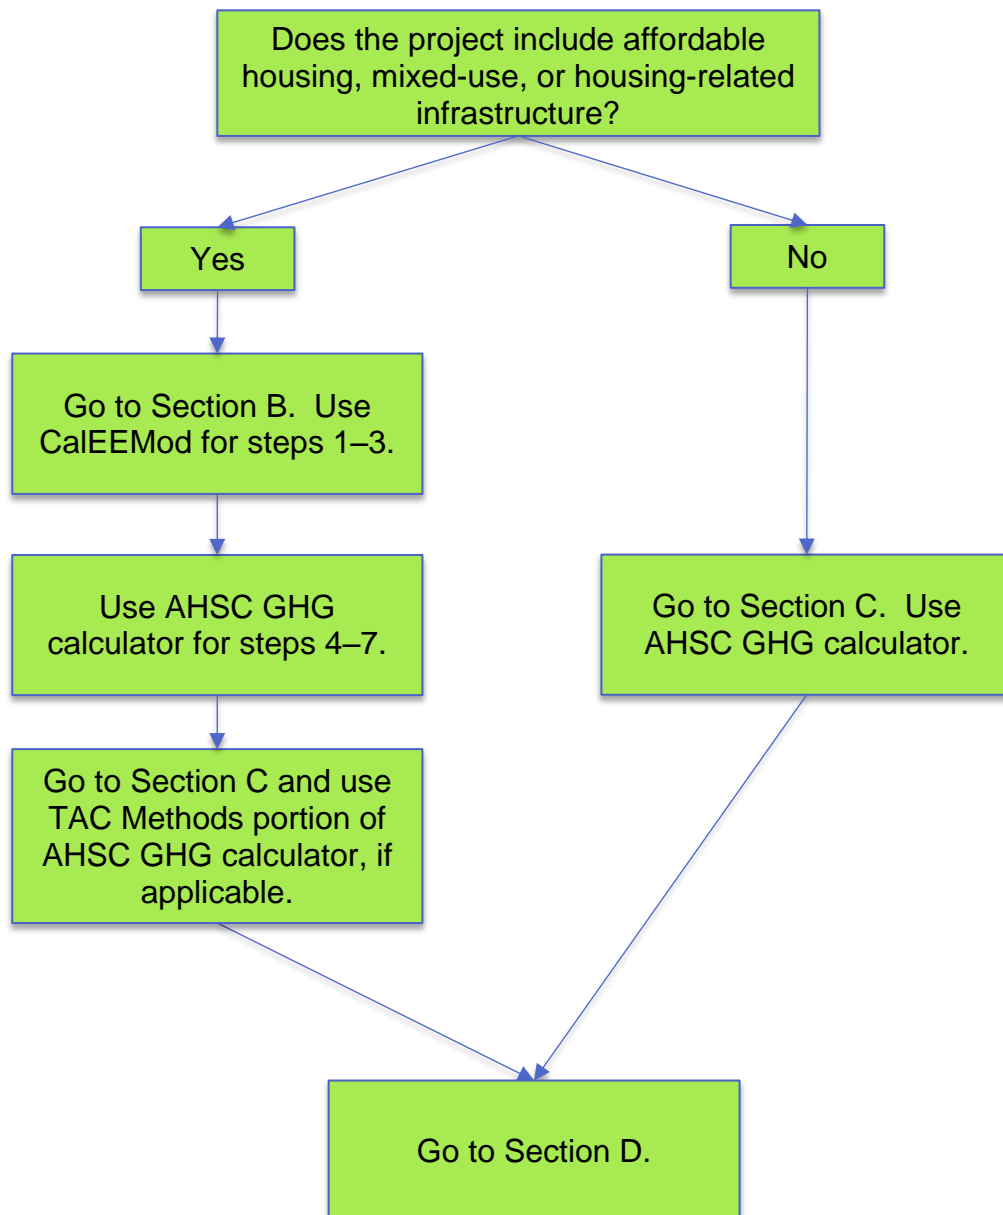 Does the project include affordable
housing, mixed-use, or housing-related
infrastructure?
Yes
No
Go to Section B.  Use
CalEEMod for steps 1–3.
Use AHSC GHG
calculator for steps 4–7.
Go to Section C.  Use
AHSC GHG calculator.
Go to Section C and use
TAC Methods portion of
AHSC GHG calculator, if
applicable.
Go to Section D.